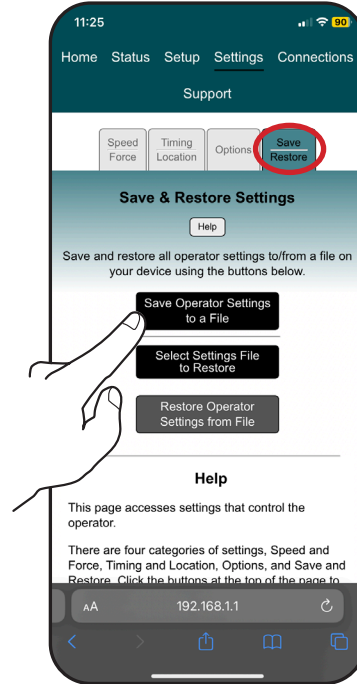 11:25
90
Home Status Setup Settings Connections
Support
Speed
Force
Timing
Location
Options
Save
Restore
Save & Restore Settings
Help
Save and restore all operator settings to/from a file on
your device using the buttons below.
Save Operator Settings
to a File
Select Settings File
to Restore
Restore Operator
Settings from File
Help
This page accesses settings that control the
operator.
There are four categories of settings, Speed and
Force, Timing and Location, Options, and Save and
Restore. Click the buttons at the top of the page to
AA
192.168.1.1